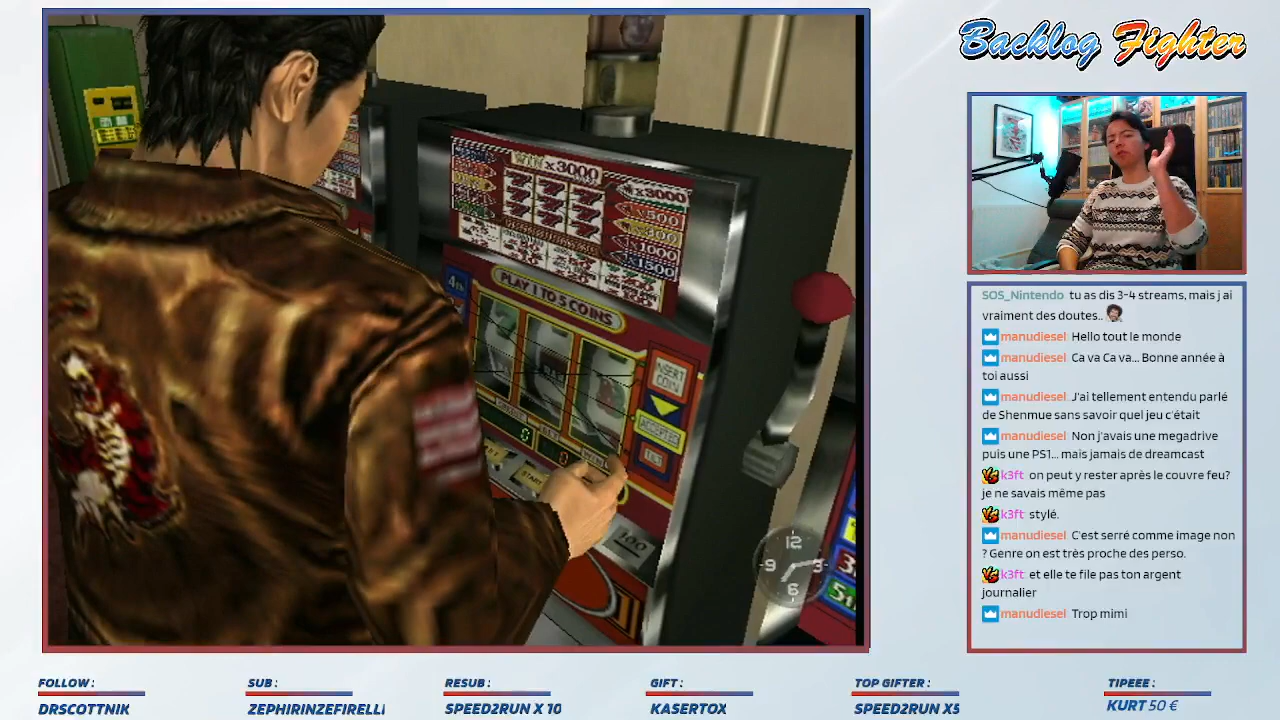 Backlog Fighter
WIN x3000
x3000
x500
x1000
x1500
4th
PLAY 1 TO 5 COINS
INSERT COIN
ACCEPTED
TILT
BAR
START
100
12
9 3
6
SOS_Nintendo tu as dis 3-4 streams, mais j ai
vraiment des doutes..
manudiesel Hello tout le monde
manudiesel Ca va Ca va... Bonne année à
toi aussi
manudiesel J'ai tellement entendu parlé
de Shenmue sans savoir quel jeu c'était
manudiesel Non j'avais une megadrive
puis une PS1... mais jamais de dreamcast
k3ft on peut y rester après le couvre feu?
je ne savais même pas
k3ft stylé.
manudiesel C'est serré comme image non
? Genre on est très proche des perso.
k3ft et elle te file pas ton argent
journalier
manudiesel Trop mimi
FOLLOW : SUB : RESUB : GIFT : TOP GIFTER : TIPEEE :
DRSCOTTNIK ZEPHIRINZEFIRELLI SPEED2RUN X 10 KASERTOX SPEED2RUN X5 KURT 50 €